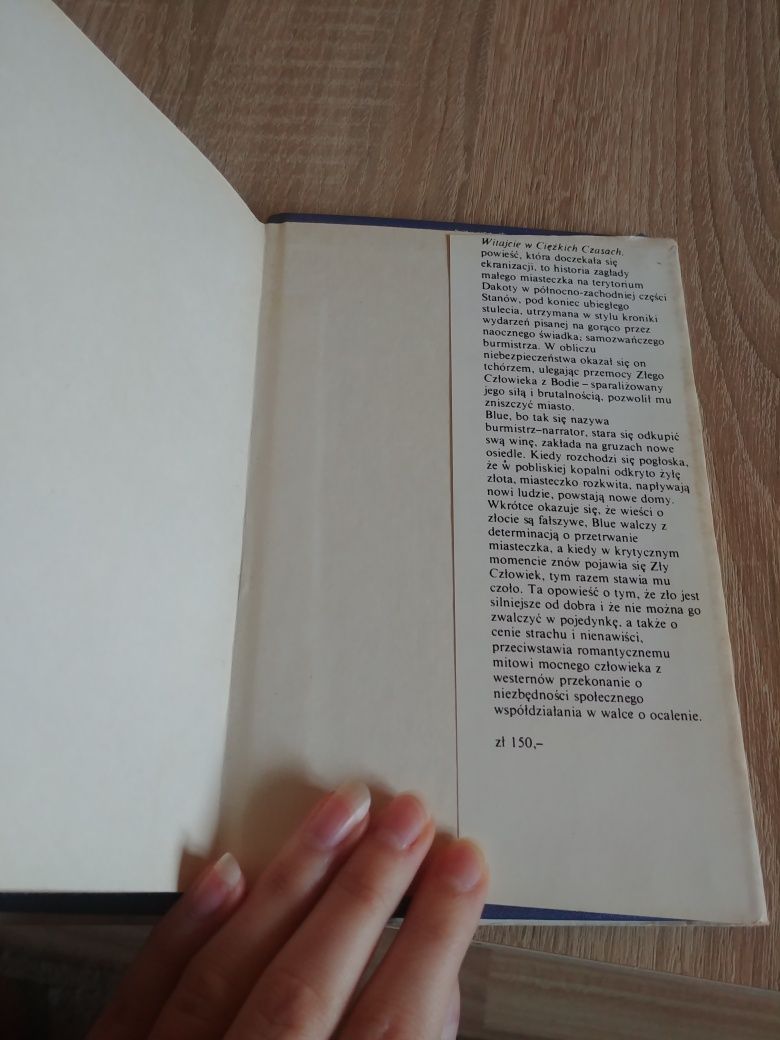 Witajcie w Ciężkich Czasach,
powieść, która doczekała się
ekranizacji, to historia zagłady
małego miasteczka na terytorium
Dakoty w północno-zachodniej części
Stanów, pod koniec ubiegłego
stulecia, utrzymana w stylu kroniki
wydarzeń pisanej na gorąco przez
naocznego świadka, samozwańczego
burmistrza. W obliczu
niebezpieczeństwa okazał się on
tchórzem, ulegając przemocy Złego
Człowieka z Bodie – sparaliżowany
jego siłą i brutalnością, pozwolił mu
zniszczyć miasto.
Blue, bo tak się nazywa
burmistrz–narrator, stara się odkupić
swą winę, zakłada na gruzach nowe
osiedle. Kiedy rozchodzi się pogłoska,
że w pobliskiej kopalni odkryto żyłę
złota, miasteczko rozkwita, napływają
nowi ludzie, powstają nowe domy.
Wkrótce okazuje się, że wieści o
złocie są fałszywe, Blue walczy z
determinacją o przetrwanie
miasteczka, a kiedy w krytycznym
momencie znów pojawia się Zły
Człowiek, tym razem stawia mu
czoło. Ta opowieść o tym, że zło jest
silniejsze od dobra i że nie można go
zwalczyć w pojedynkę, a także o
cenie strachu i nienawiści,
przeciwstawia romantycznemu
mitowi mocnego człowieka z
westernów przekonanie o
niezbędności społecznego
współdziałania w walce o ocalenie.
zł 150,–